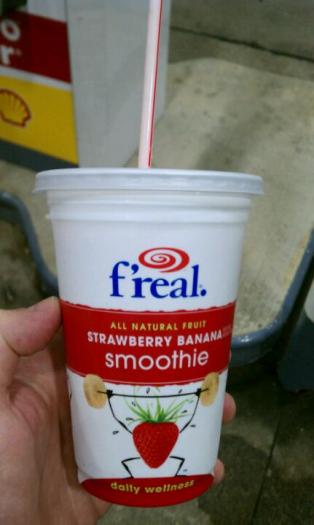 f'real.
ALL NATURAL FRUIT
STRAWBERRY BANANA
smoothie
daily wellness